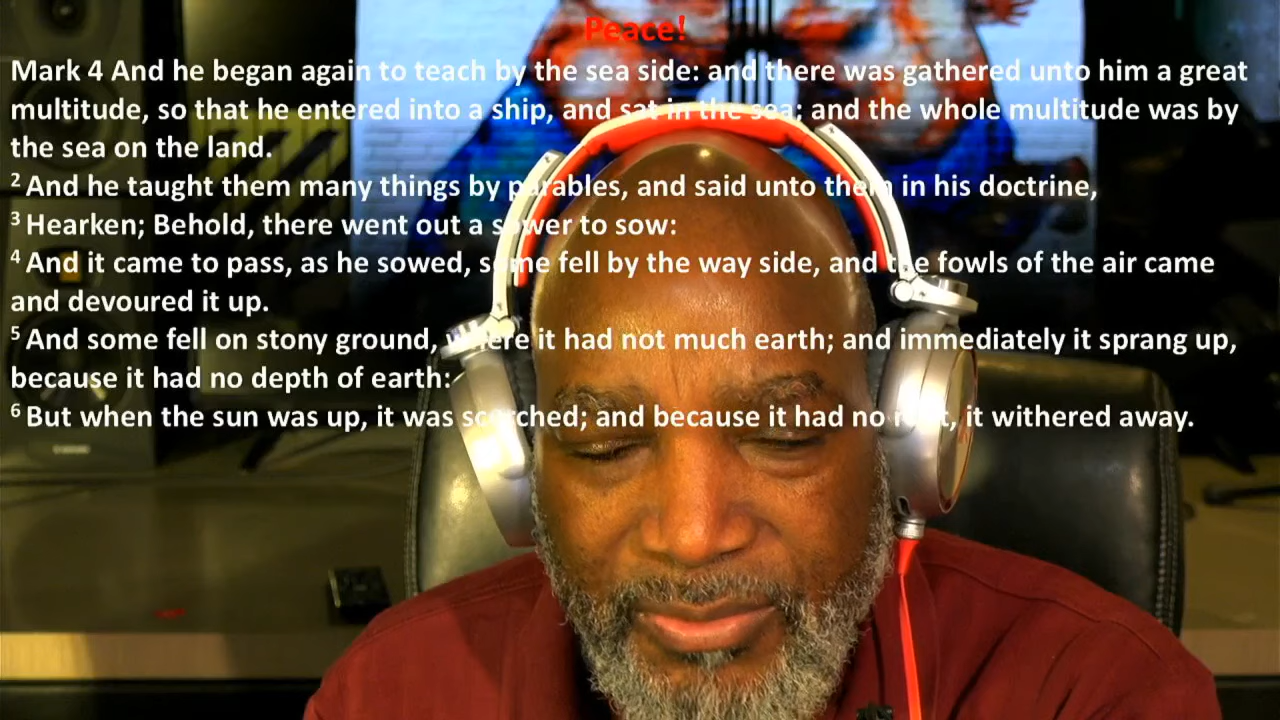 Peace!
Mark 4 And he began again to teach by the sea side: and there was gathered unto him a great
multitude, so that he entered into a ship, and sat in the sea; and the whole multitude was by
the sea on the land.
2 And he taught them many things by parables, and said unto them in his doctrine,
3 Hearken; Behold, there went out a sower to sow:
4 And it came to pass, as he sowed, some fell by the way side, and the fowls of the air came
and devoured it up.
5 And some fell on stony ground, where it had not much earth; and immediately it sprang up,
because it had no depth of earth:
6 But when the sun was up, it was scorched; and because it had no root, it withered away.